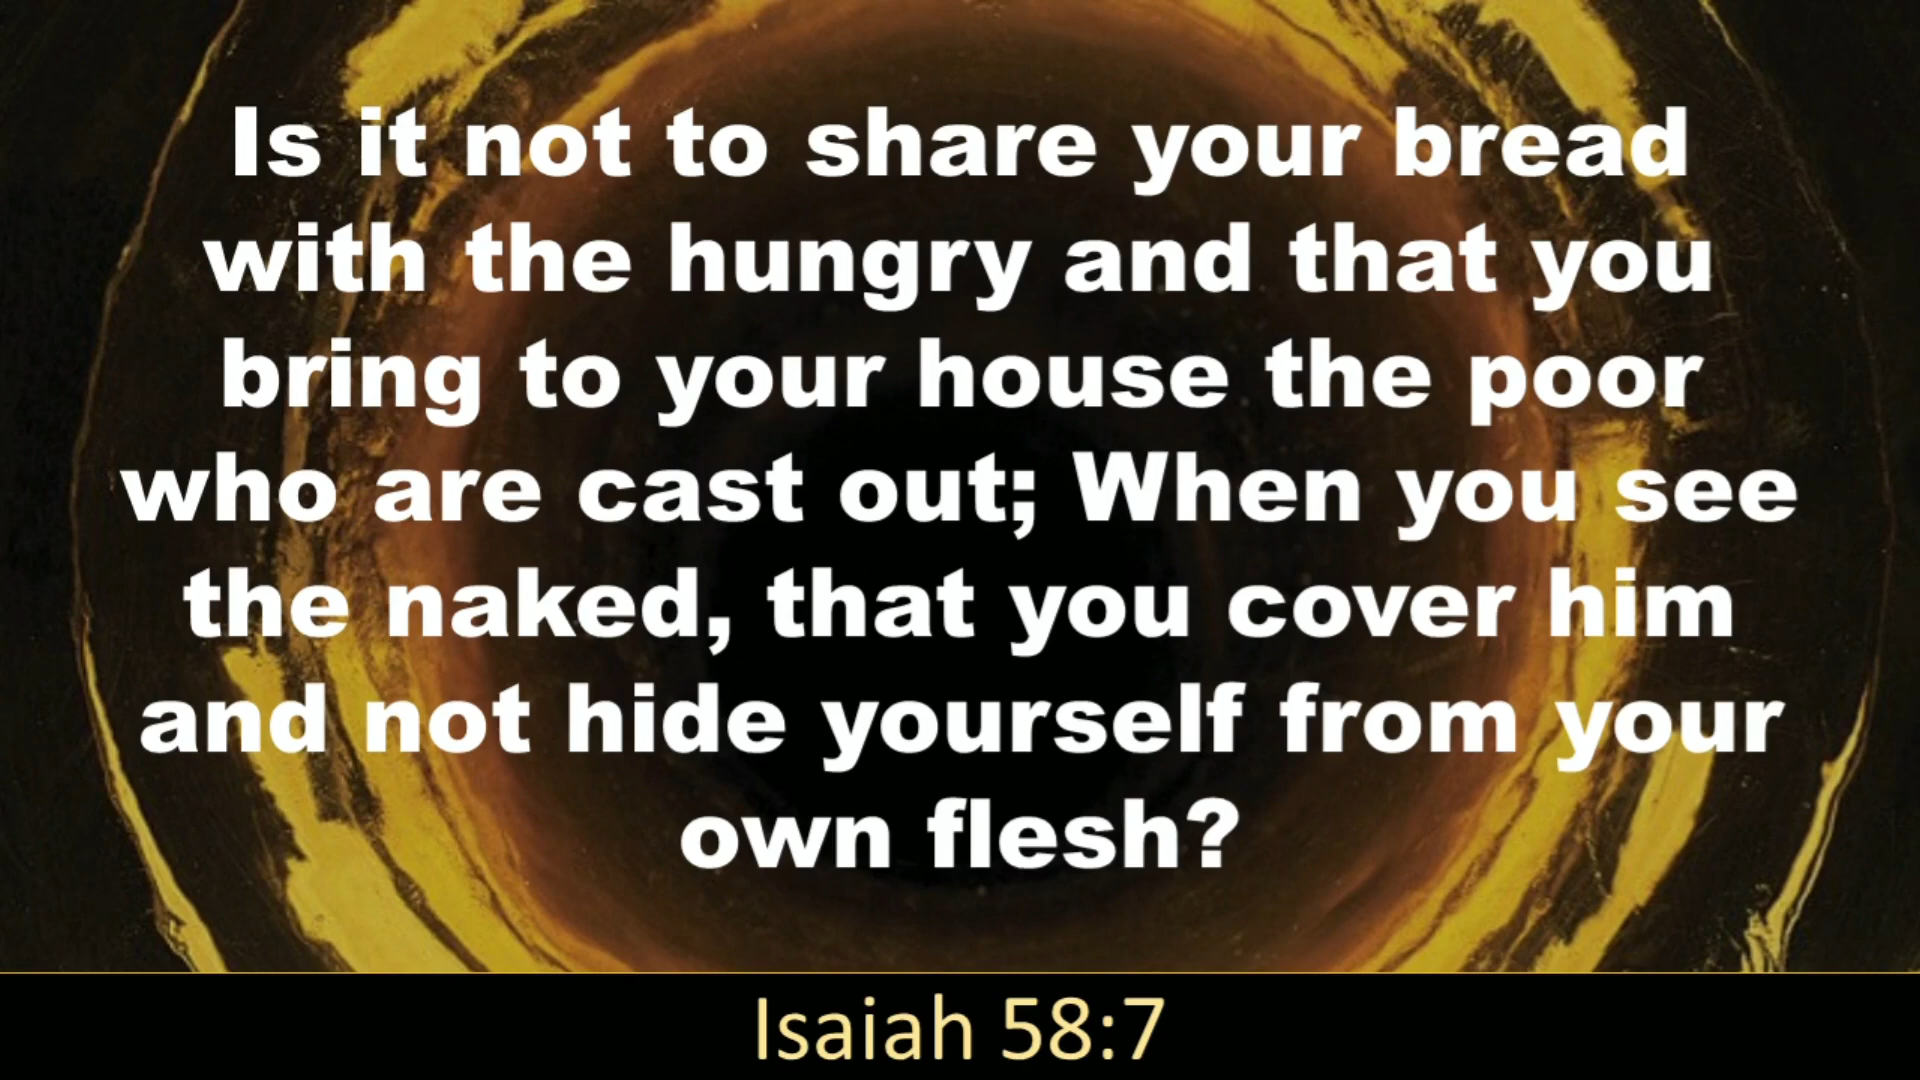 Is it not to share your bread
with the hungry and that you
bring to your house the poor
who are cast out; When you see
the naked, that you cover him
and not hide yourself from your
own flesh?
Isaiah 58:7